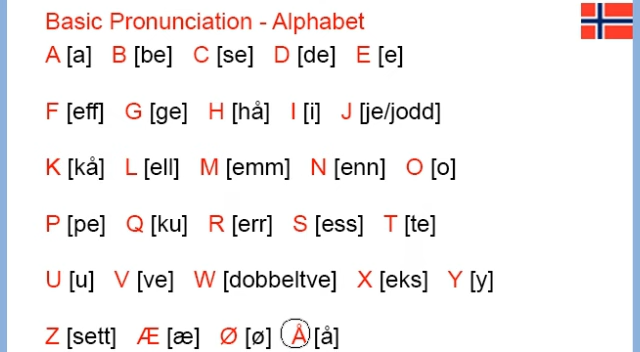 Basic Pronunciation - Alphabet
A [a] B [be] C [se] D [de] E [e]
F [eff] G [ge] H [hå] I [i] J [je/jodd]
K [kå] L [ell] M [emm] N [enn] O [o]
P [pe] Q [ku] R [err] S [ess] T [te]
U [u] V [ve] W [dobbeltve] X [eks] Y [y]
Z [sett] Æ [æ] Ø [ø] Å [å]